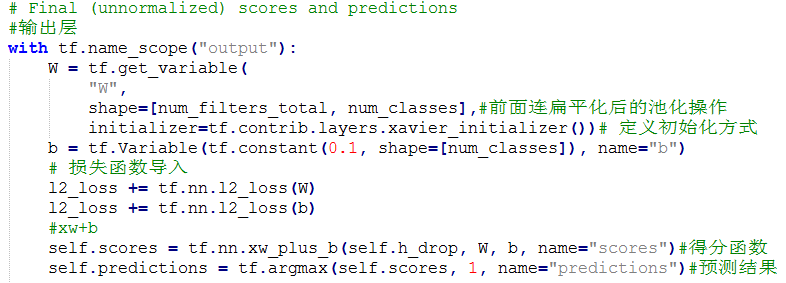 # Final (unnormalized) scores and predictions
#输出层
with tf.name_scope("output"):
    W = tf.get_variable(
        "W",
        shape=[num_filters_total, num_classes],#前面连扁平化后的池化操作
        initializer=tf.contrib.layers.xavier_initializer())# 定义初始化方式
    b = tf.Variable(tf.constant(0.1, shape=[num_classes]), name="b")
    # 损失函数导入
    l2_loss += tf.nn.l2_loss(W)
    l2_loss += tf.nn.l2_loss(b)
    #xw+b
    self.scores = tf.nn.xw_plus_b(self.h_drop, W, b, name="scores")#得分函数
    self.predictions = tf.argmax(self.scores, 1, name="predictions")#预测结果